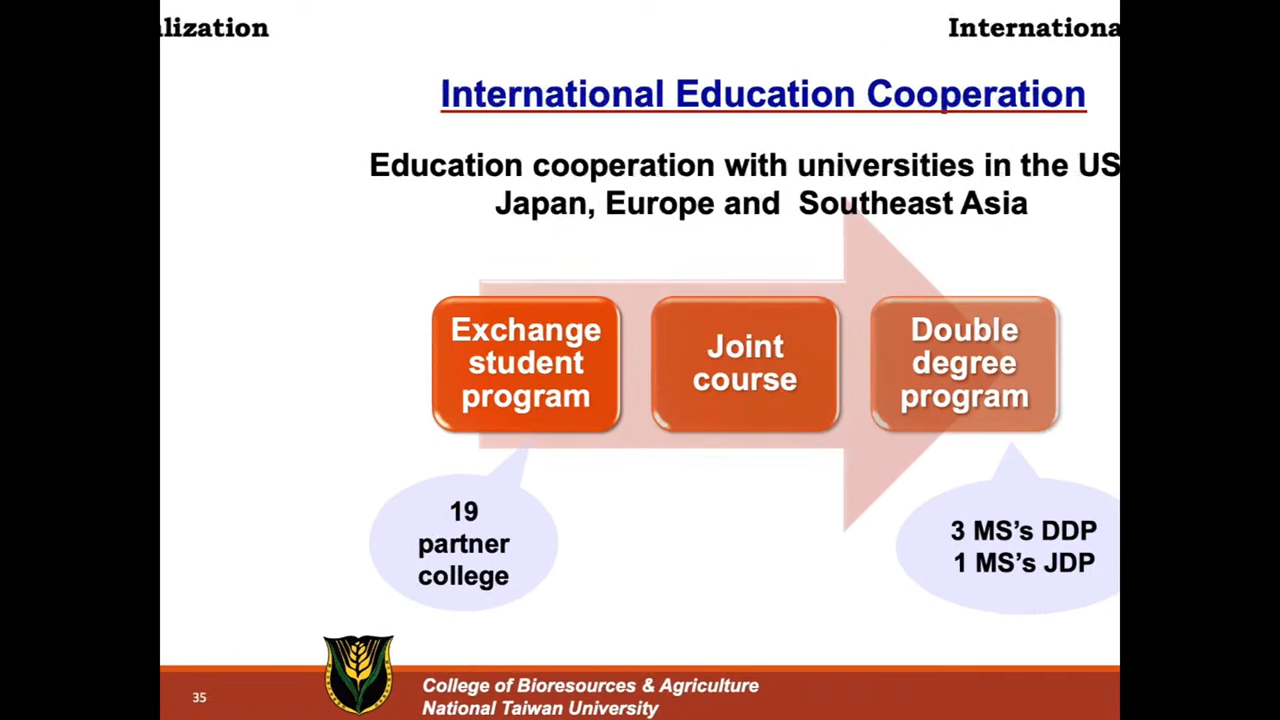 lization
Internationa
International Education Cooperation
Education cooperation with universities in the US
Japan, Europe and Southeast Asia
Exchange
student
program
Joint
course
Double
degree
program
19
partner
college
3 MS's DDP
1 MS's JDP
35
College of Bioresources & Agriculture
National Taiwan University